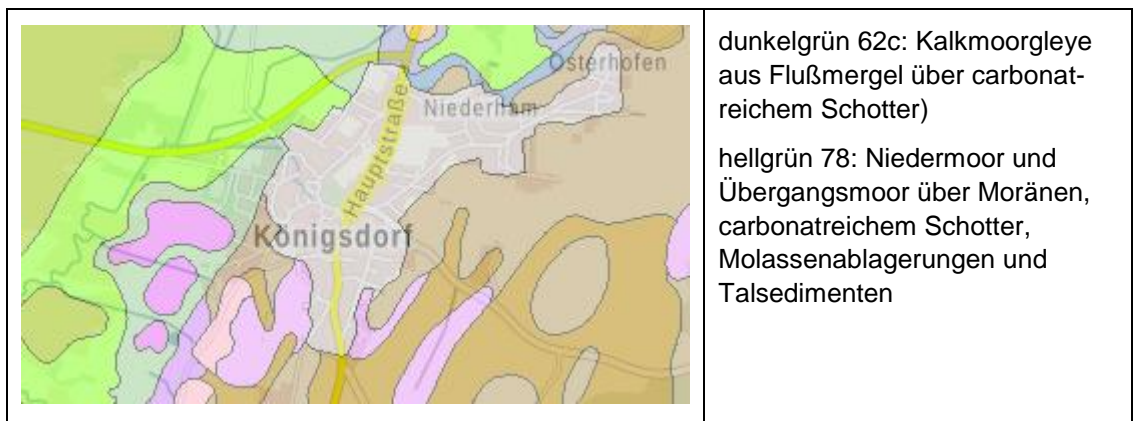 Osterhofen
Niederham
Hauptstraße
Königsdorf
dunkelgrün 62c: Kalkmoorgleye
aus Flußmergel über carbonat-
reichem Schotter)
hellgrün 78: Niedermoor und
Übergangsmoor über Moränen,
carbonatreichem Schotter,
Molassenablagerungen und
Talsedimenten